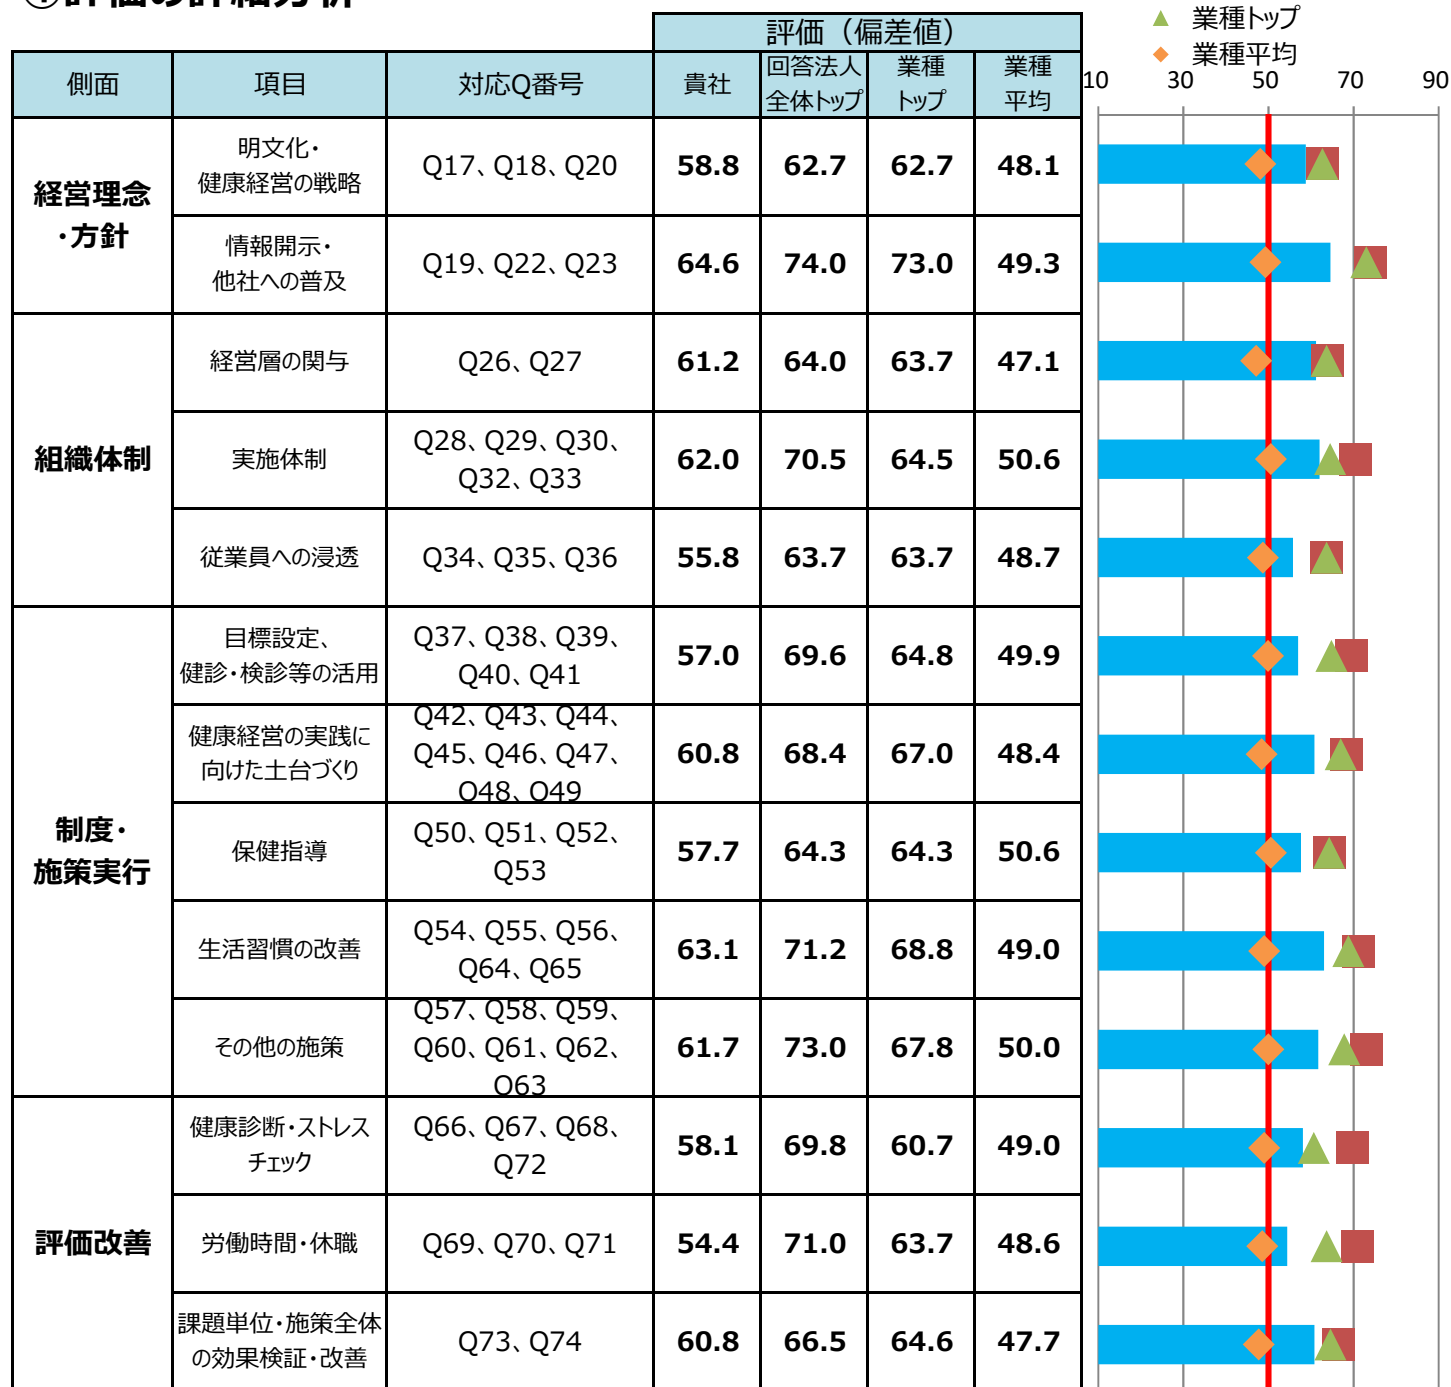 ①評価の詳細分析
▲ 業種トップ
◆ 業種平均
10 30 50 70 90
評価（偏差値）
側面 項目 対応Q番号 貴社 回答法人全体トップ 業種トップ 業種平均
経営理念
・方針
明文化・
健康経営の戦略
Q17、Q18、Q20
58.8 62.7 62.7 48.1
情報開示・
他社への普及
Q19、Q22、Q23
64.6 74.0 73.0 49.3
組織体制
経営層の関与
Q26、Q27
61.2 64.0 63.7 47.1
実施体制
Q28、Q29、Q30、
Q32、Q33
62.0 70.5 64.5 50.6
従業員への浸透
Q34、Q35、Q36
55.8 63.7 63.7 48.7
制度・
施策実行
目標設定、
健診・検診等の活用
Q37、Q38、Q39、
Q40、Q41
57.0 69.6 64.8 49.9
健康経営の実践に
向けた土台づくり
Q42、Q43、Q44、
Q45、Q46、Q47、
Q48、Q49
60.8 68.4 67.0 48.4
保健指導
Q50、Q51、Q52、
Q53
57.7 64.3 64.3 50.6
生活習慣の改善
Q54、Q55、Q56、
Q64、Q65
63.1 71.2 68.8 49.0
その他の施策
Q57、Q58、Q59、
Q60、Q61、Q62、
Q63
61.7 73.0 67.8 50.0
評価改善
健康診断・ストレス
チェック
Q66、Q67、Q68、
Q72
58.1 69.8 60.7 49.0
労働時間・休職
Q69、Q70、Q71
54.4 71.0 63.7 48.6
課題単位・施策全体
の効果検証・改善
Q73、Q74
60.8 66.5 64.6 47.7